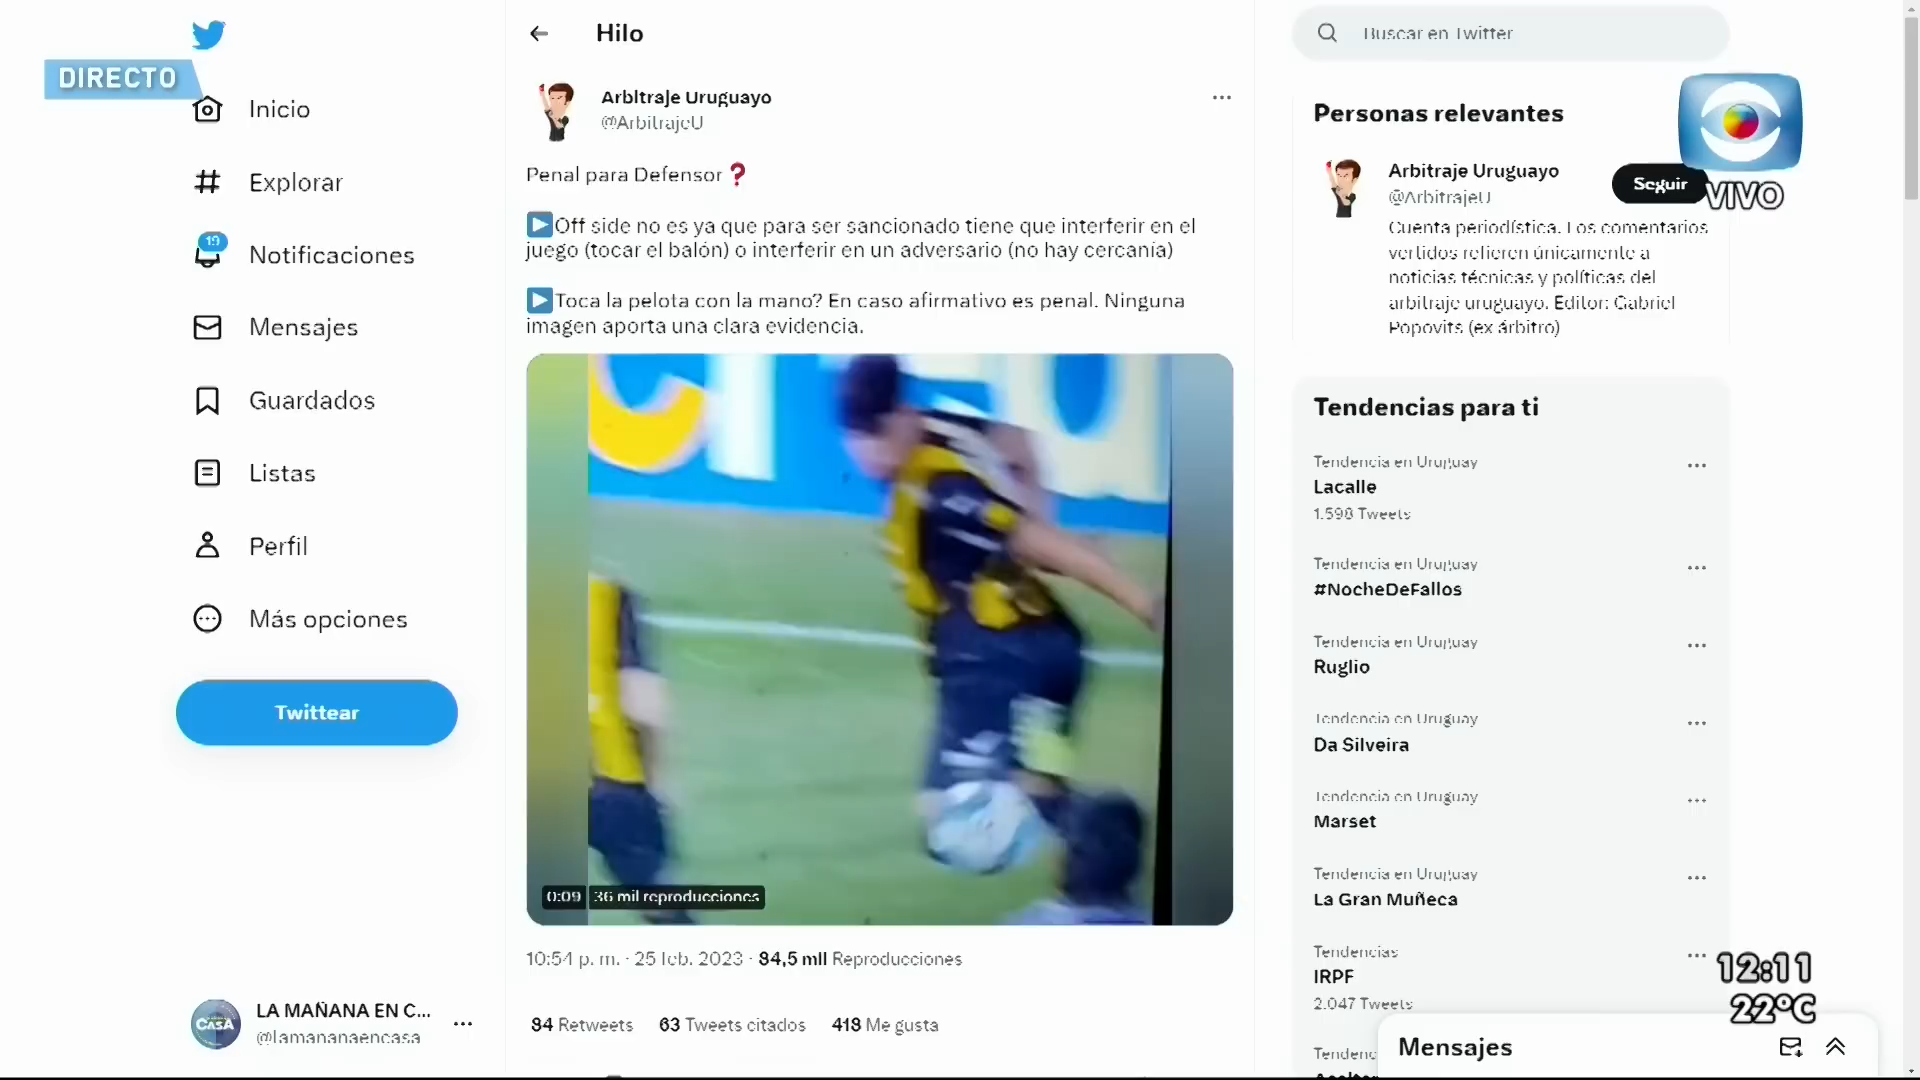 DIRECTO
Inicio
Explorar
19
Notificaciones
Mensajes
Guardados
Listas
Perfil
Más opciones
Twittear
CASA
LA MAÑANA EN C...
@lamananaencasa
Hilo
Arbitraje Uruguayo
@ArbitrajeU
Penal para Defensor❓
▶️Off side no es ya que para ser sancionado tiene que interferir en el
juego (tocar el balón) o interferir en un adversario (no hay cercanía)
▶️Toca la pelota con la mano? En caso afirmativo es penal. Ninguna
imagen aporta una clara evidencia.
0:09 36 mil reproducciones
10:54 p. m. · 25 feb. 2023 · 84,5 mil Reproducciones
84 Retweets 63 Tweets citados 418 Me gusta
Buscar en Twitter
Personas relevantes
Arbitraje Uruguayo
@ArbitrajeU
Seguir
VIVO
Cuenta periodística. Los comentarios
vertidos refieren únicamente a
noticias técnicas y políticas del
arbitraje uruguayo. Editor: Gabriel
Popovits (ex árbitro)
Tendencias para ti
Tendencia en Uruguay
Lacalle
1.598 Tweets
Tendencia en Uruguay
#NocheDeFallos
Tendencia en Uruguay
Ruglio
Tendencia en Uruguay
Da Silveira
Tendencia en Uruguay
Marset
Tendencia en Uruguay
La Gran Muñeca
Tendencias
IRPF
2.047 Tweets
12:11
22ºC
Mensajes